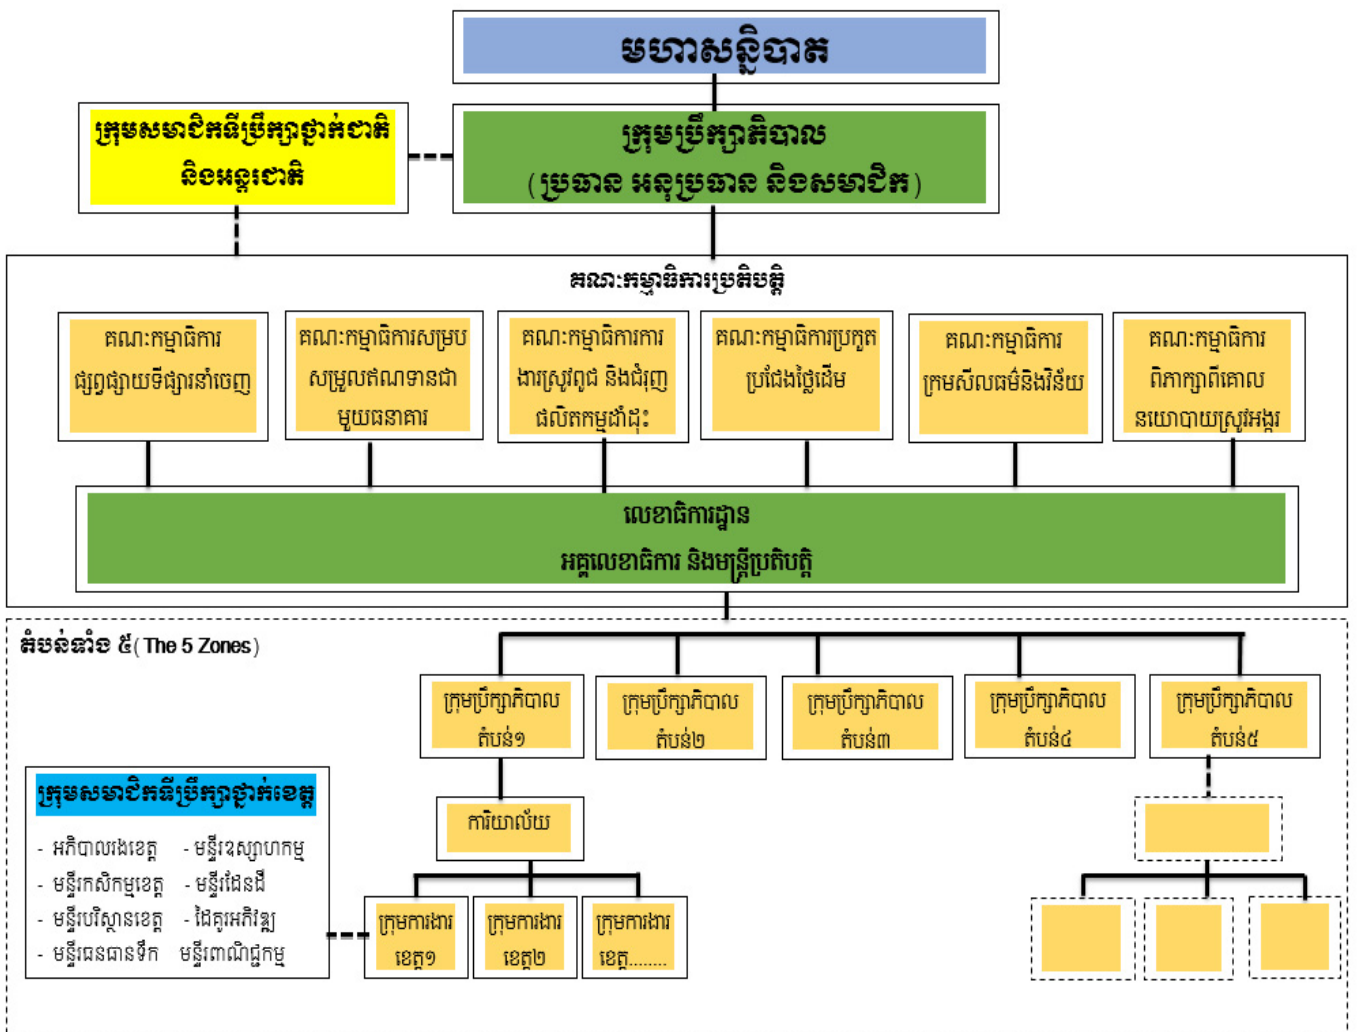 មហាសន្និបាត
ក្រុមសមាជិកទីប្រឹក្សាថ្នាក់ជាតិ
និងអន្តរជាតិ
ក្រុមប្រឹក្សាភិបាល
(ប្រធាន អនុប្រធាន និងសមាជិក)
គណៈកម្មាធិការប្រតិបត្តិ
គណៈកម្មាធិការ
ផ្សព្វផ្សាយទីផ្សារនាំចេញ
គណៈកម្មាធិការសម្រប
សម្រួលឥណទានជា
មួយធនាគារ
គណៈកម្មាធិការការ
ងារស្រូវពូជ និងជំរុញ
ផលិតកម្មដាំដុះ
គណៈកម្មាធិការប្រកួត
ប្រជែងថ្លៃដើម
គណៈកម្មាធិការ
ក្រមសីលធម៌និងវិន័យ
គណៈកម្មាធិការ
ពិភាក្សាពីគោល
នយោបាយស្រូវអង្ករ
លេខាធិការដ្ឋាន
អគ្គលេខាធិការ និងមន្ត្រីប្រតិបត្តិ
តំបន់ទាំង ៥(The 5 Zones)
ក្រុមប្រឹក្សាភិបាល
តំបន់១
ក្រុមប្រឹក្សាភិបាល
តំបន់២
ក្រុមប្រឹក្សាភិបាល
តំបន់៣
ក្រុមប្រឹក្សាភិបាល
តំបន់៤
ក្រុមប្រឹក្សាភិបាល
តំបន់៥
ក្រុមសមាជិកទីប្រឹក្សាថ្នាក់ខេត្ត
- អភិបាលរងខេត្ត - មន្ទីរឧស្សាហកម្ម
- មន្ទីរកសិកម្មខេត្ត - មន្ទីរដែនដី
- មន្ទីរបរិស្ថានខេត្ត - ដៃគូរអភិវឌ្ឍ
- មន្ទីរធនធានទឹក មន្ទីរពាណិជ្ជកម្ម
ការិយាល័យ
ក្រុមការងារ
ខេត្ត១
ក្រុមការងារ
ខេត្ត២
ក្រុមការងារ
ខេត្ត........